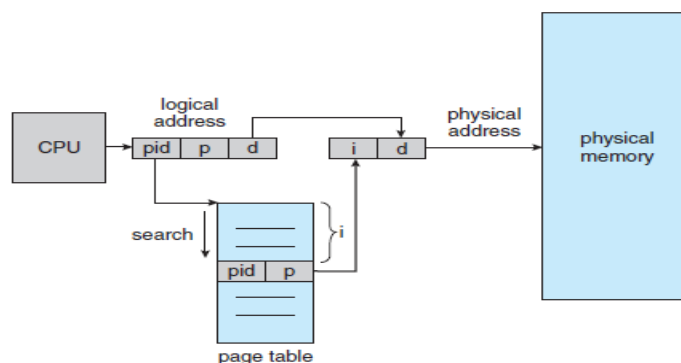 logical
address
physical
address
CPU
pid p d
i d
physical
memory
search
i
pid p
page table